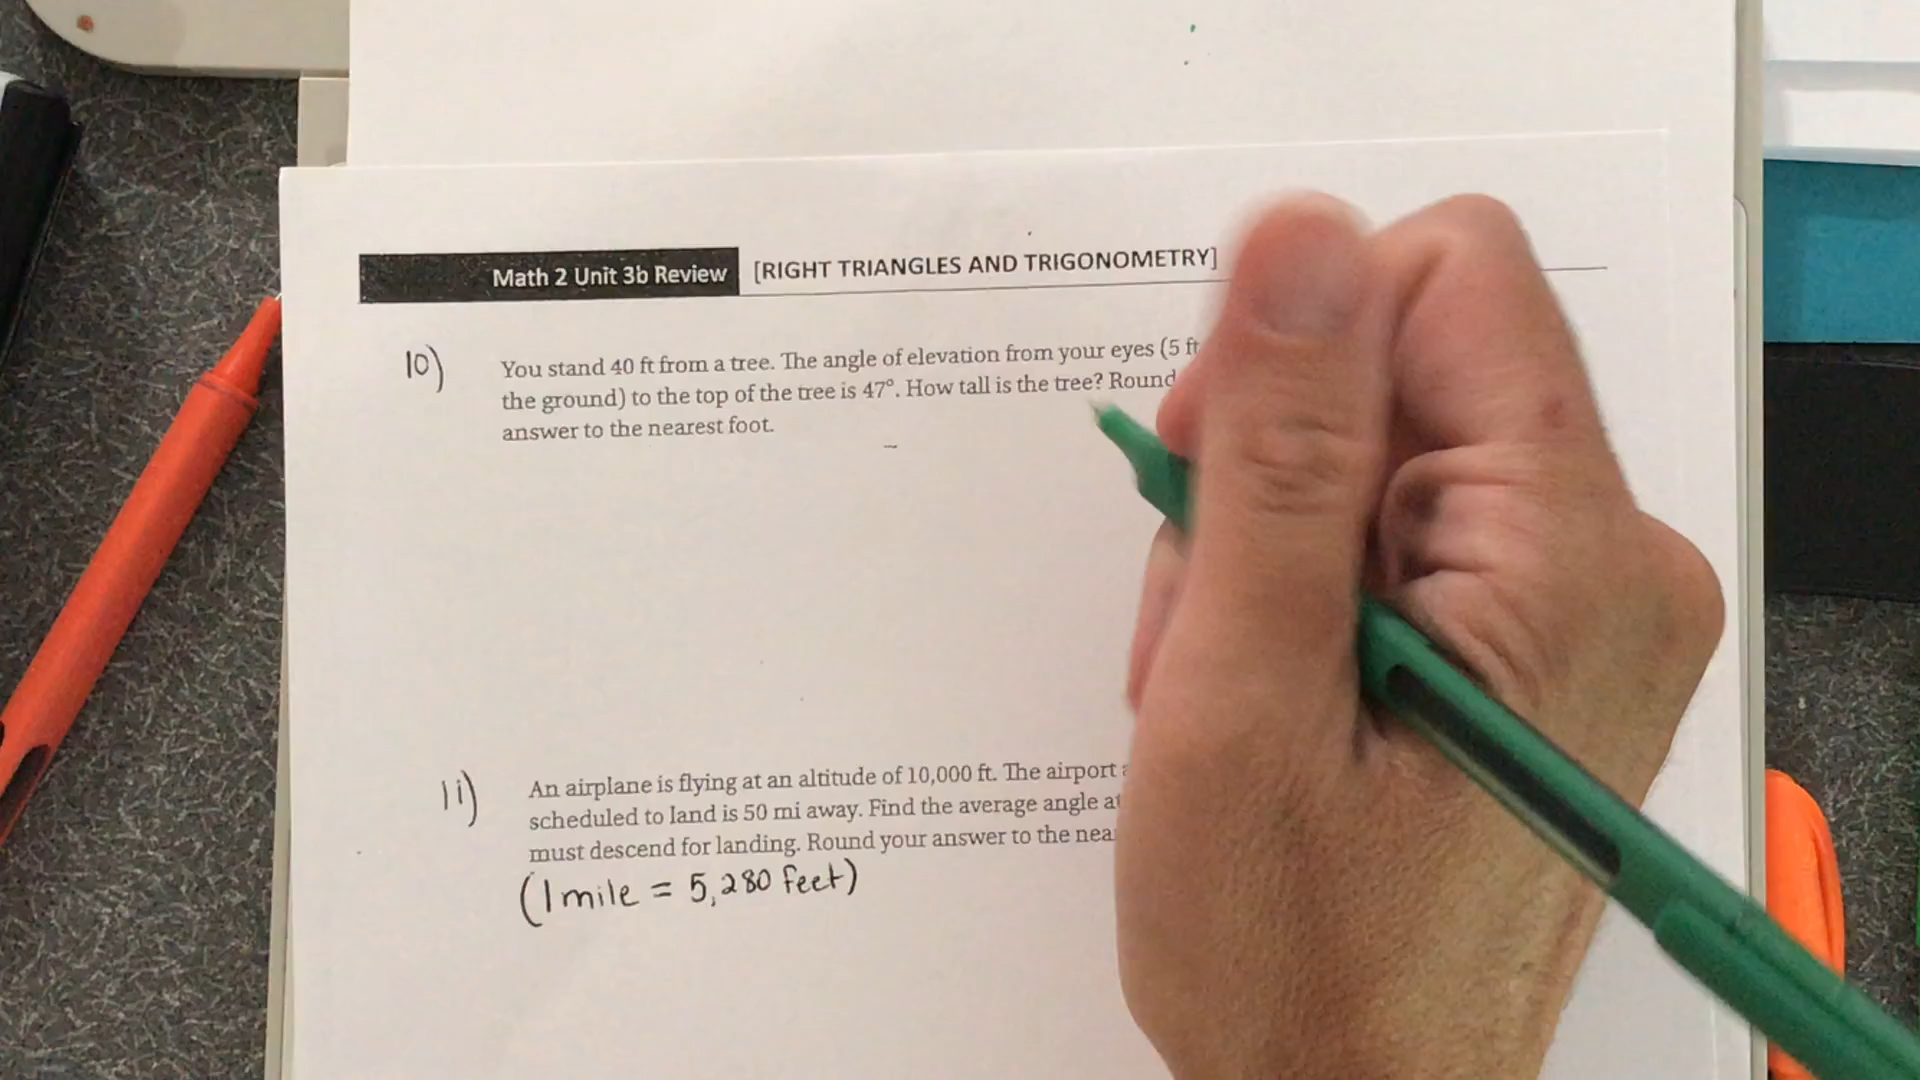 Math 2 Unit 3b Review [RIGHT TRIANGLES AND TRIGONOMETRY]
10) You stand 40 ft from a tree. The angle of elevation from your eyes (5 ft
the ground) to the top of the tree is 47°. How tall is the tree? Round
answer to the nearest foot.
11) An airplane is flying at an altitude of 10,000 ft. The airport
scheduled to land is 50 mi away. Find the average angle at
must descend for landing. Round your answer to the
(1 mile = 5,280 feet)